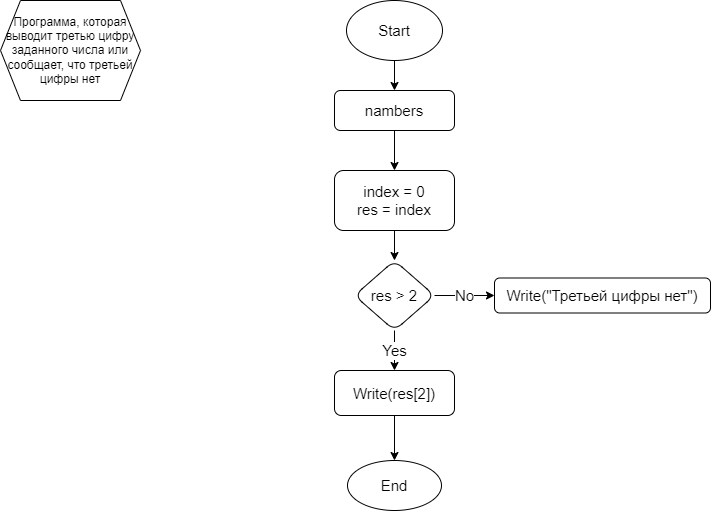 Программа, которая
выводит третью цифру
заданного числа или
сообщает, что третьей
цифры нет
Start
nambers
index = 0
res = index
res > 2
No
Write("Третьей цифры нет")
Yes
Write(res[2])
End